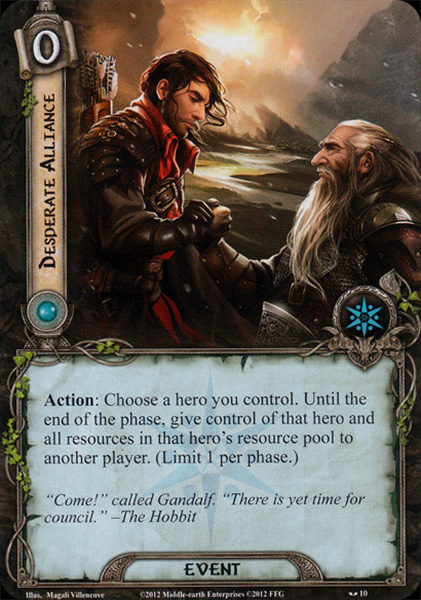 0
DESPERATE ALLIANCE
Action: Choose a hero you control. Until the
end of the phase, give control of that hero and
all resources in that hero's resource pool to
another player. (Limit 1 per phase.)
"Come!" called Gandalf. "There is yet time for
council." –The Hobbit
EVENT
Illus. Magali Villeneuve ©2012 Middle-earth Enterprises ©2012 FFG 10